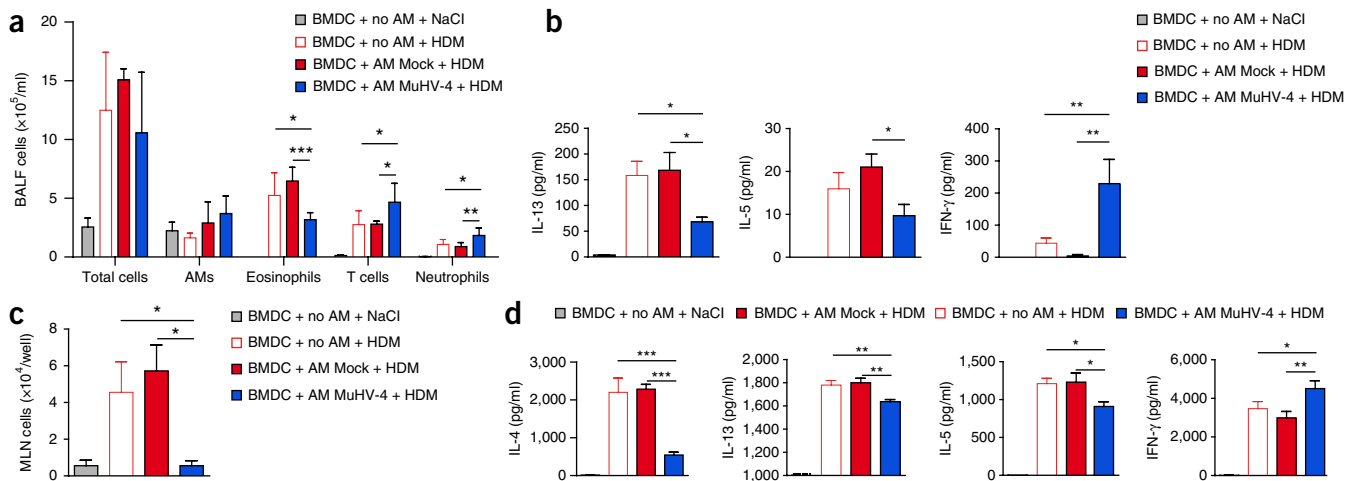 a
BALF cells (×10⁵/ml)
20
15
10
5
0
Total cells
AMs
Eosinophils
T cells
Neutrophils
*
***
*
*
*
**
BMDC + no AM + NaCl
BMDC + no AM + HDM
BMDC + AM Mock + HDM
BMDC + AM MuHV-4 + HDM
b
BMDC + no AM + NaCl
BMDC + no AM + HDM
BMDC + AM Mock + HDM
BMDC + AM MuHV-4 + HDM
IL-13 (pg/ml)
250
200
150
100
50
0
*
*
IL-5 (pg/ml)
30
20
10
0
*
IFN-γ (pg/ml)
400
300
200
100
0
**
**
c
MLN cells (×10⁴/well)
8
6
4
2
0
*
*
BMDC + no AM + NaCl
BMDC + no AM + HDM
BMDC + AM Mock + HDM
BMDC + AM MuHV-4 + HDM
d
BMDC + no AM + NaCl
BMDC + AM Mock + HDM
BMDC + no AM + HDM
BMDC + AM MuHV-4 + HDM
IL-4 (pg/ml)
3,000
2,000
1,000
0
***
***
IL-13 (pg/ml)
2,000
1,800
1,600
1,400
1,200
1,000
**
**
IL-5 (pg/ml)
1,500
1,000
500
0
*
*
IFN-γ (pg/ml)
6,000
4,000
2,000
0
*
**